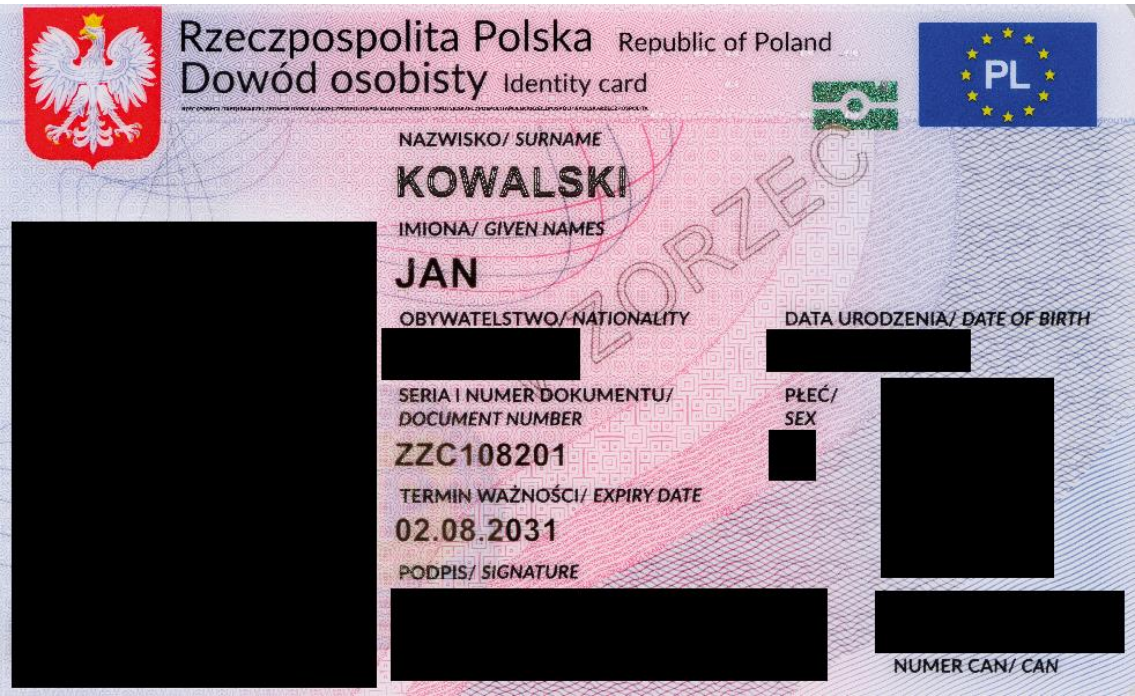 Rzeczpospolita Polska Republic of Poland
Dowód osobisty Identity card
PL
NAZWISKO/ SURNAME
KOWALSKI
IMIONA/ GIVEN NAMES
JAN
WZORZEC
OBYWATELSTWO/ NATIONALITY
DATA URODZENIA/ DATE OF BIRTH
SERIA I NUMER DOKUMENTU/
DOCUMENT NUMBER
PŁEĆ/
SEX
ZZC108201
TERMIN WAŻNOŚCI/ EXPIRY DATE
02.08.2031
PODPIS/ SIGNATURE
NUMER CAN/ CAN